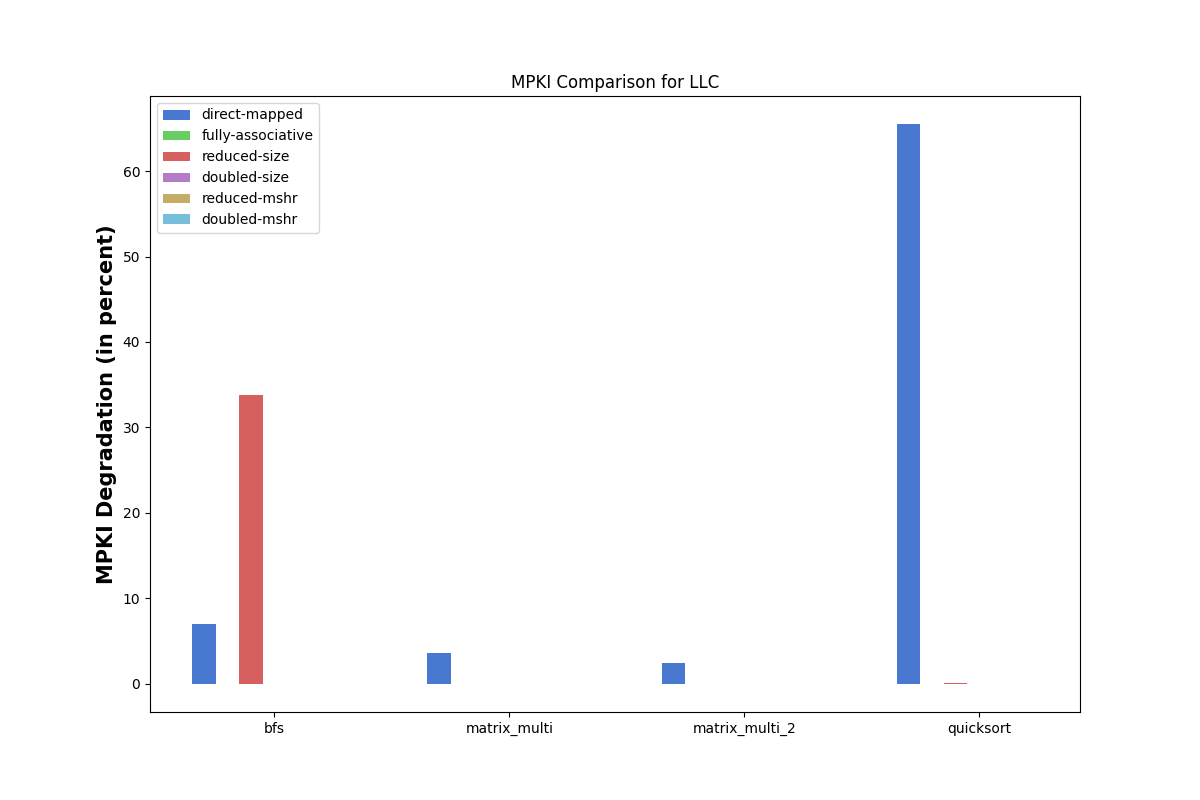 MPKI Comparison for LLC
direct-mapped
fully-associative
reduced-size
doubled-size
reduced-mshr
doubled-mshr
MPKI Degradation (in percent)
60
50
40
30
20
10
0
bfs
matrix_multi
matrix_multi_2
quicksort